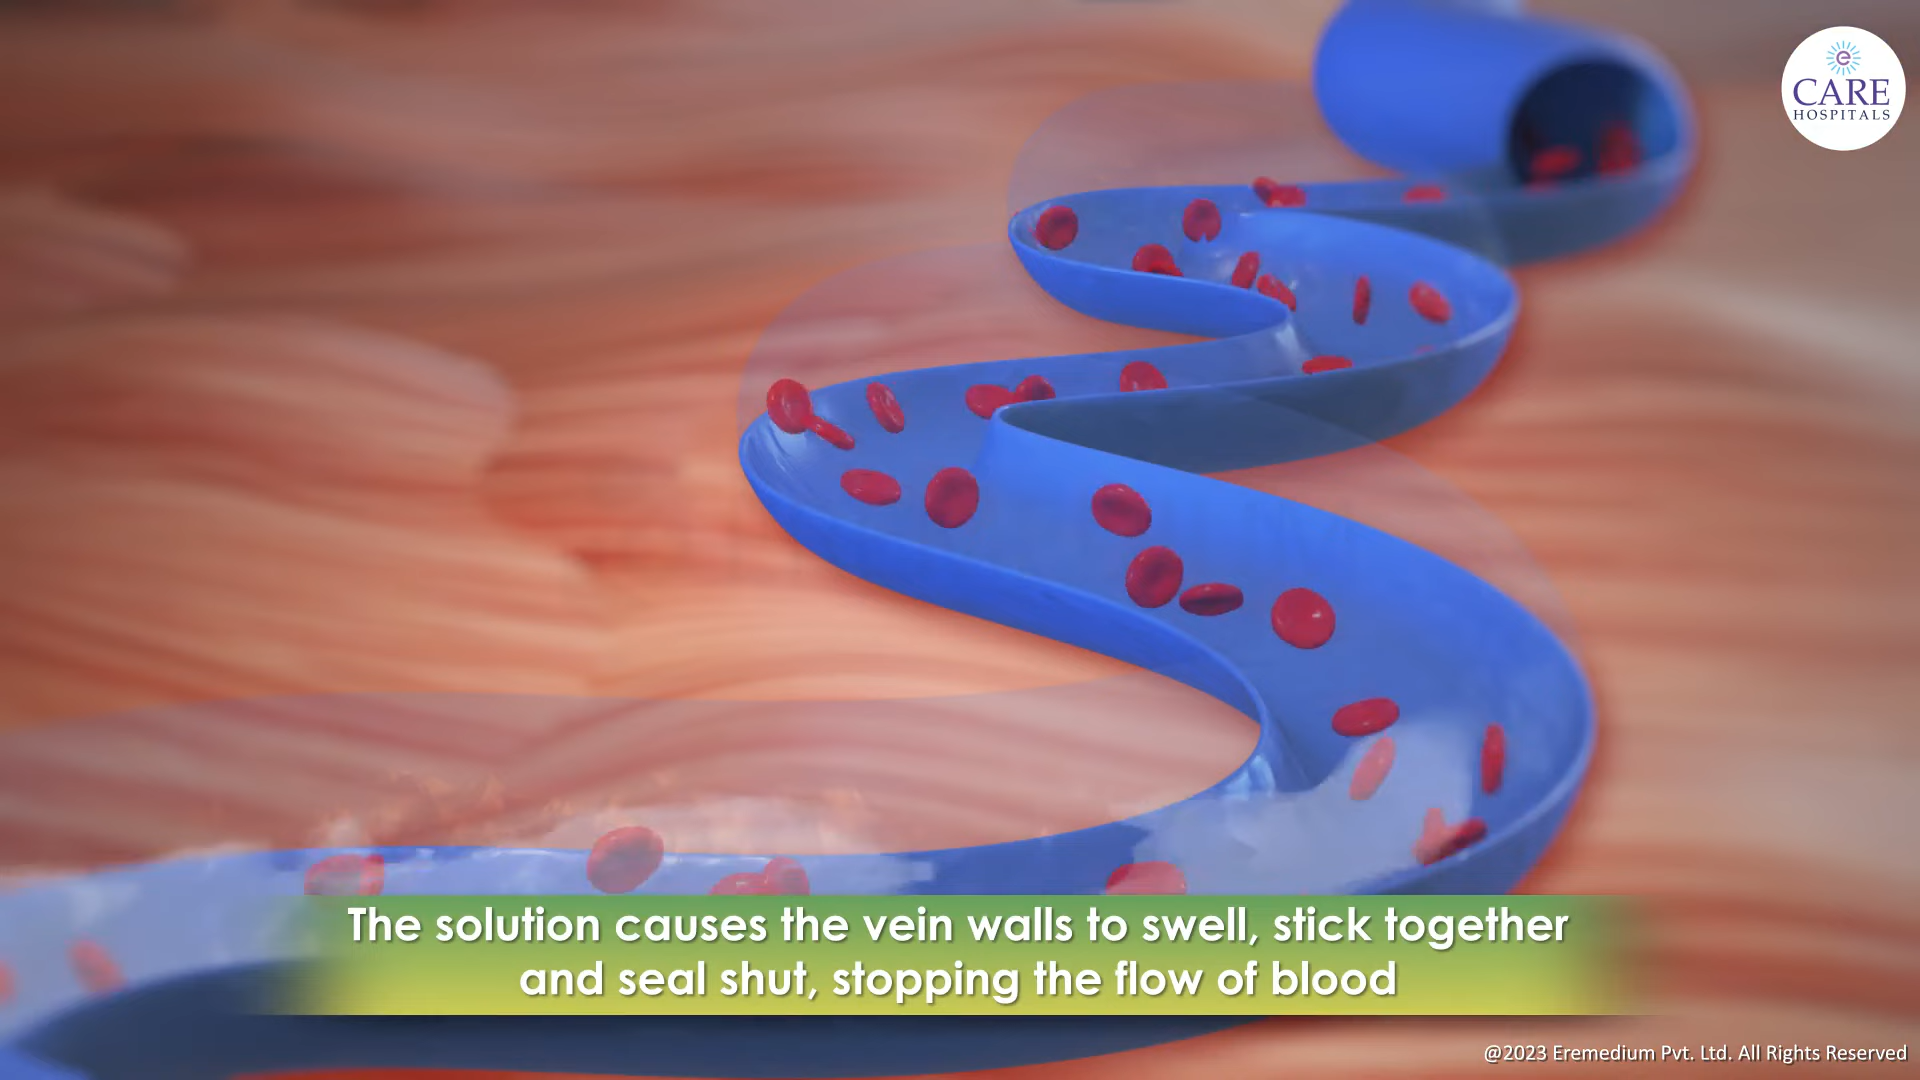 e
CARE
HOSPITALS
The solution causes the vein walls to swell, stick together
and seal shut, stopping the flow of blood
@2023 Eremedium Pvt. Ltd. All Rights Reserved